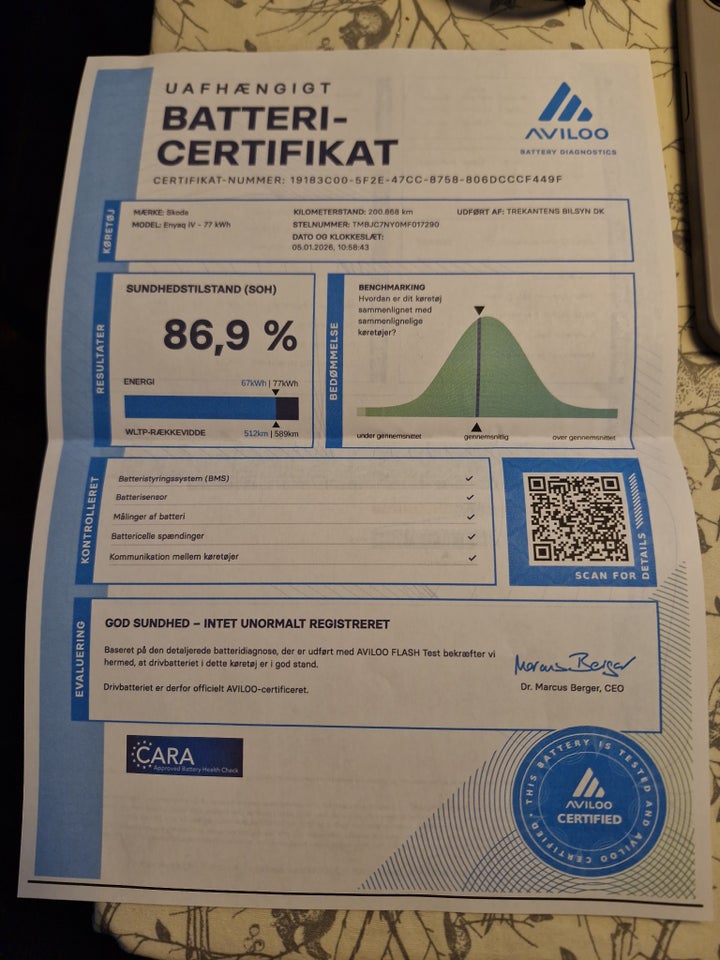 UAFHÆNGIGT
BATTERI-
CERTIFIKAT
CERTIFIKAT-NUMMER: 19183C00-5F2E-47CC-8758-806DCCCF449F
AVILOO
BATTERY DIAGNOSTICS
KØRETØJ
MÆRKE: Skoda
MODEL: Enyaq iV - 77 kWh
KILOMETERSTAND: 200.868 km
STELNUMMER: TMBJC7NY0MF017290
DATO OG KLOKKESLÆT:
05.01.2026, 10:58:43
UDFØRT AF: TREKANTENS BILSYN DK
RESULTATER
SUNDHEDSTILSTAND (SOH)
86,9 %
ENERGI
67kWh | 77kWh
WLTP-RÆKKEVIDDE
512km | 589km
BEDØMMELSE
BENCHMARKING
Hvordan er dit køretøj
sammenlignet med
sammenlignelige
køretøjer?
under gennemsnittet
gennemsnitlig
over gennemsnittet
KONTROLLERET
Batteristyringssystem (BMS)
Batterisensor
Målinger af batteri
Battericelle spændinger
Kommunikation mellem køretøjer
SCAN FOR DETAILS
EVALUERING
GOD SUNDHED – INTET UNORMALT REGISTRERET
Baseret på den detaljerede batteridiagnose, der er udført med AVILOO FLASH Test bekræfter vi
hermed, at drivbatteriet i dette køretøj er i god stand.
Drivbatteriet er derfor officielt AVILOO-certificeret.
Marcus Berger
Dr. Marcus Berger, CEO
CARA
Approved Battery Health Check
THIS BATTERY IS TESTED AND AVILOO CERTIFIED
AVILOO
CERTIFIED